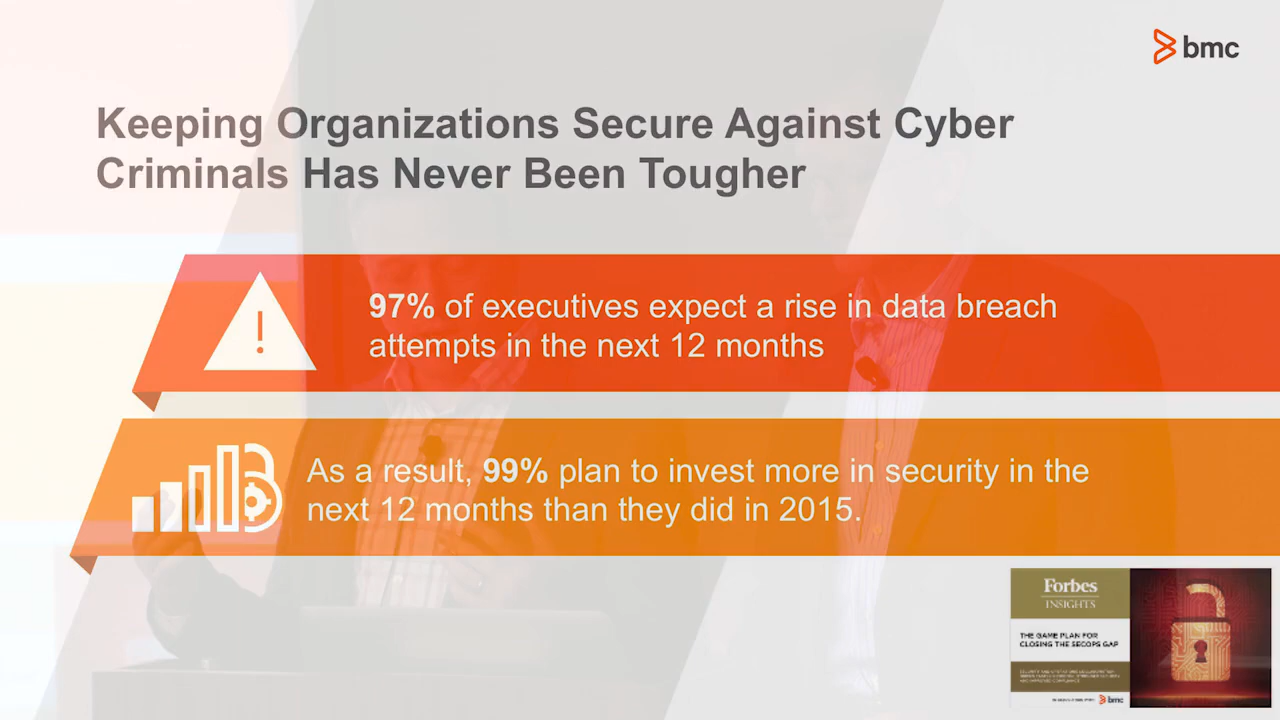 bmc
Keeping Organizations Secure Against Cyber
Criminals Has Never Been Tougher
97% of executives expect a rise in data breach
attempts in the next 12 months
As a result, 99% plan to invest more in security in the
next 12 months than they did in 2015.
Forbes
INSIGHTS
THE GAME PLAN FOR
CLOSING THE SECOPS GAP
bmc